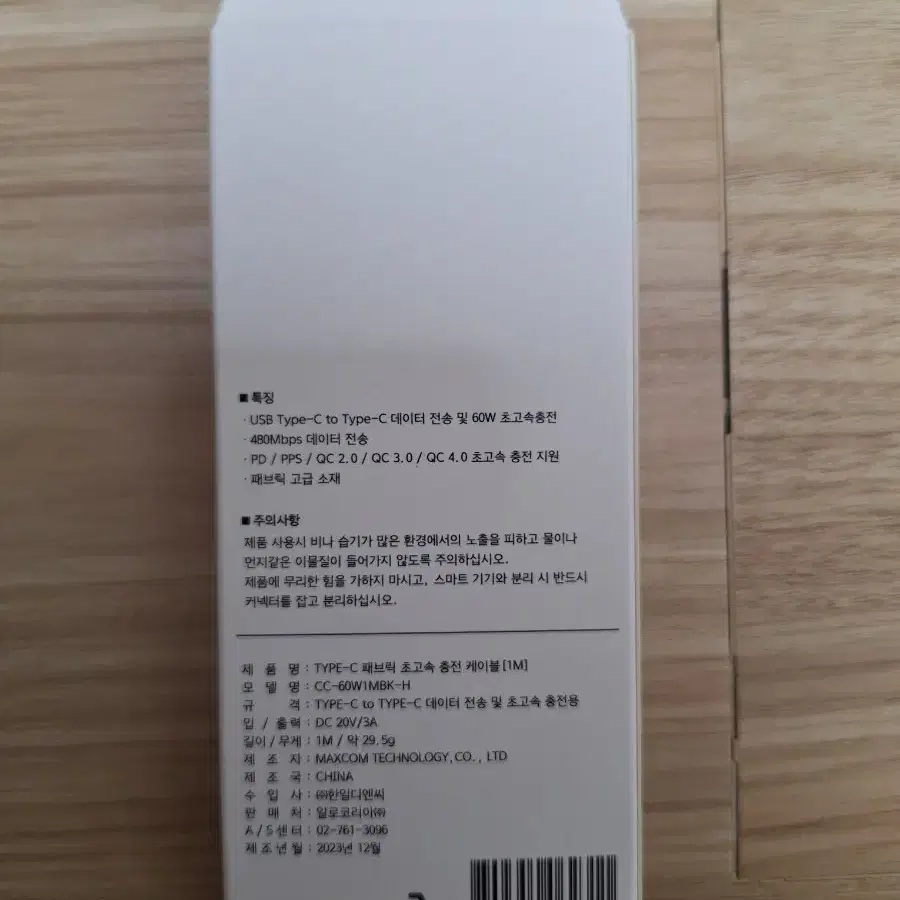 ■ 특징
· USB Type-C to Type-C 데이터 전송 및 60W 초고속충전
· 480Mbps 데이터 전송
· PD / PPS / QC 2.0 / QC 3.0 / QC 4.0 초고속 충전 지원
· 패브릭 고급 소재
■ 주의사항
제품 사용시 비나 습기가 많은 환경에서의 노출을 피하고 물이나
먼지같은 이물질이 들어가지 않도록 주의하십시오.
제품에 무리한 힘을 가하지 마시고, 스마트 기기와 분리 시 반드시
커넥터를 잡고 분리하십시오.
제 품 명 : TYPE-C 패브릭 초고속 충전 케이블[1M]
모 델 명 : CC-60W1MBK-H
규 격 : TYPE-C to TYPE-C 데이터 전송 및 초고속 충전용
입 / 출력 : DC 20V/3A
길이 / 무게 : 1M / 약 29.5g
제 조 자 : MAXCOM TECHNOLOGY, CO., LTD
제 조 국 : CHINA
수 입 사 : ㈜한일디앤씨
판 매 처 : 알로코리아㈜
A / S 센터 : 02-761-3096
제 조 년 월 : 2023년 12월